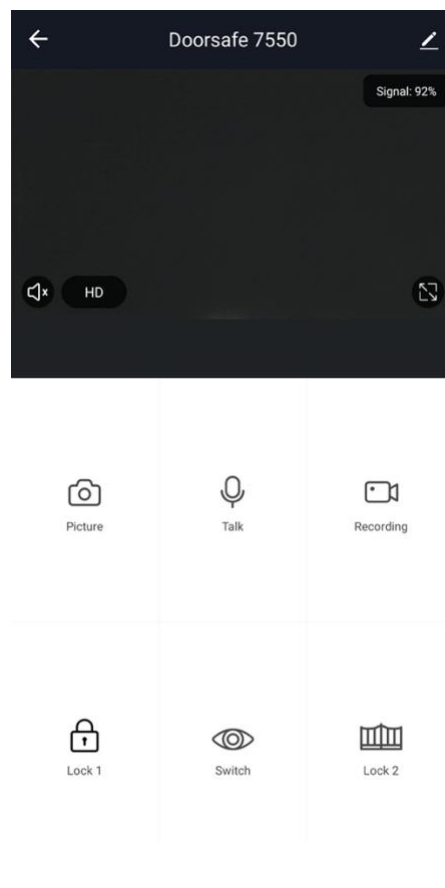 Doorsafe 7550
Signal: 92%
HD
Picture
Talk
Recording
Lock 1
Switch
Lock 2